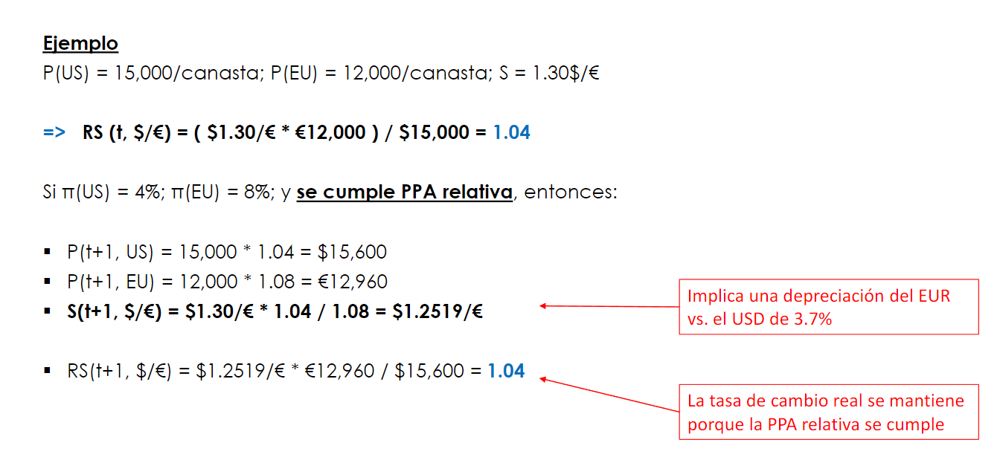 Ejemplo
P(US) = 15,000/canasta; P(EU) = 12,000/canasta; S = 1.30$/€
=> RS (t, $/€) = ( $1.30/€ * €12,000 ) / $15,000 = 1.04
Si π(US) = 4%; π(EU) = 8%; y se cumple PPA relativa, entonces:
▪ P(t+1, US) = 15,000 * 1.04 = $15,600
▪ P(t+1, EU) = 12,000 * 1.08 = €12,960
▪ S(t+1, $/€) = $1.30/€ * 1.04 / 1.08 = $1.2519/€
Implica una depreciación del EUR
vs. el USD de 3.7%
▪ RS(t+1, $/€) = $1.2519/€ * €12,960 / $15,600 = 1.04
La tasa de cambio real se mantiene
porque la PPA relativa se cumple